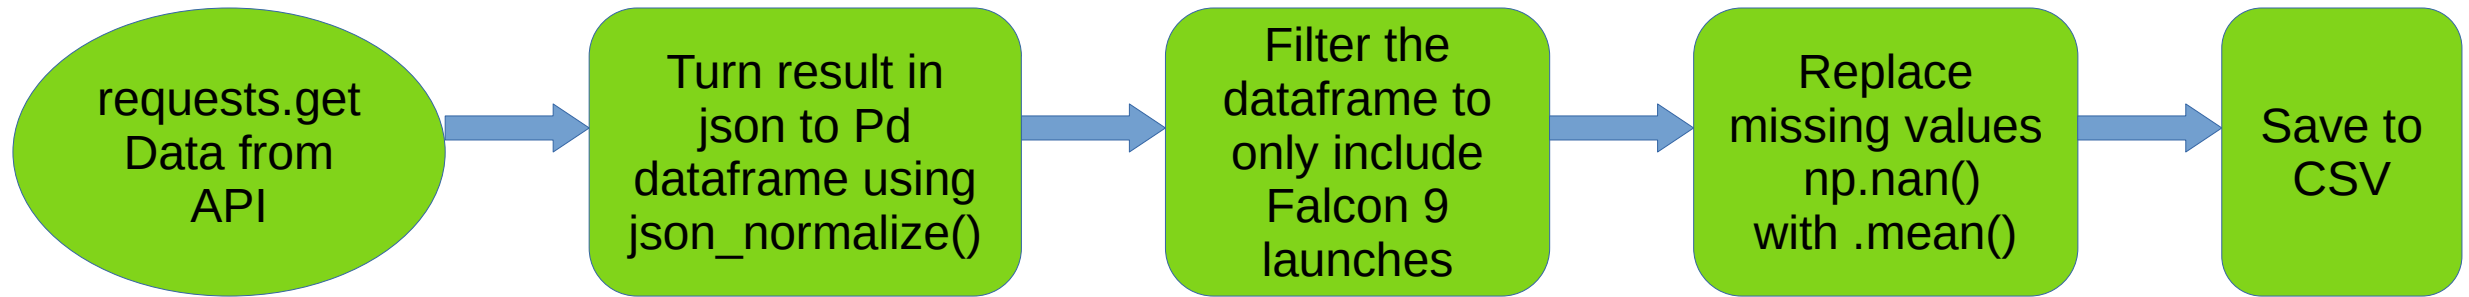 requests.get
Data from
API
Turn result in
json to Pd
dataframe using
json_normalize()
Filter the
dataframe to
only include
Falcon 9
launches
Replace
missing values
np.nan()
with .mean()
Save to
CSV